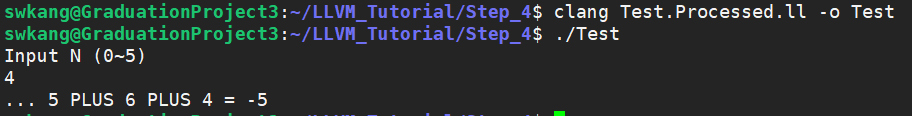 swkang@GraduationProject3:~/LLVM_Tutorial/Step_4$ clang Test.Processed.ll -o Test
swkang@GraduationProject3:~/LLVM_Tutorial/Step_4$ ./Test
Input N (0~5)
4
... 5 PLUS 6 PLUS 4 = -5